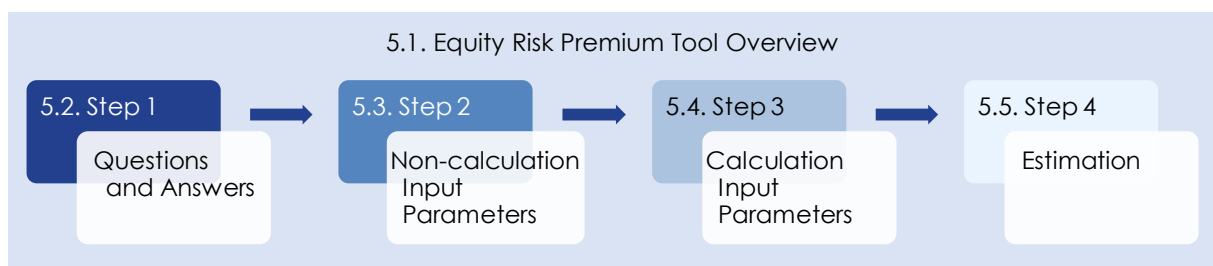 5.1. Equity Risk Premium Tool Overview
5.2. Step 1
Questions
and Answers
5.3. Step 2
Non-calculation
Input
Parameters
5.4. Step 3
Calculation
Input
Parameters
5.5. Step 4
Estimation